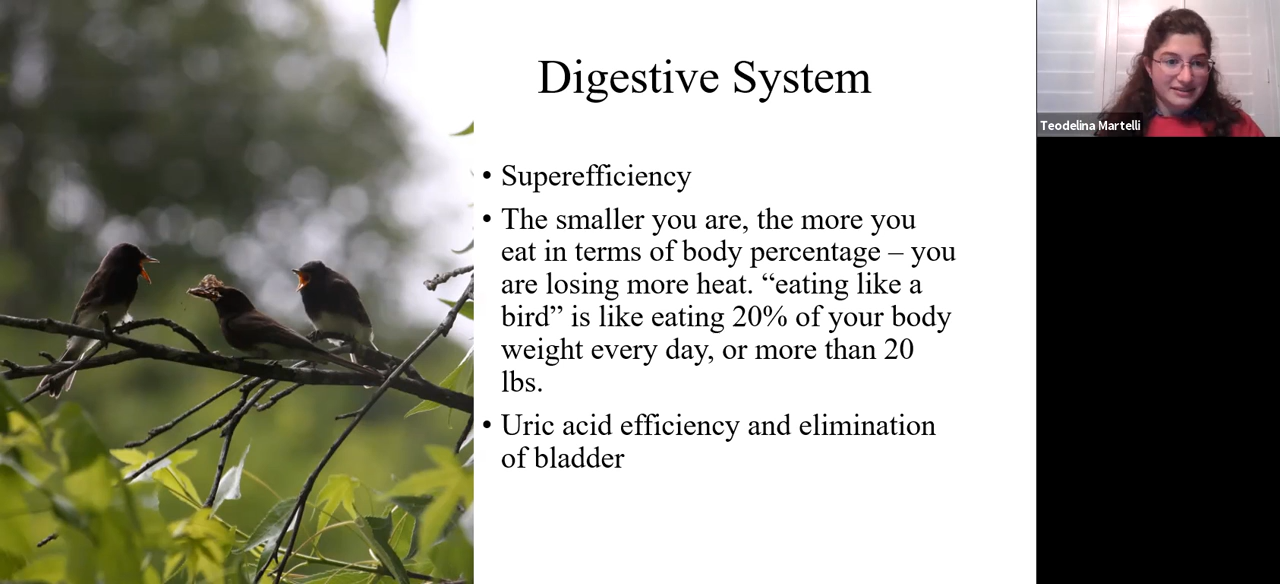 Digestive System
• Superefficiency
• The smaller you are, the more you
eat in terms of body percentage – you
are losing more heat. “eating like a
bird” is like eating 20% of your body
weight every day, or more than 20
lbs.
• Uric acid efficiency and elimination
of bladder
Teodelina Martelli